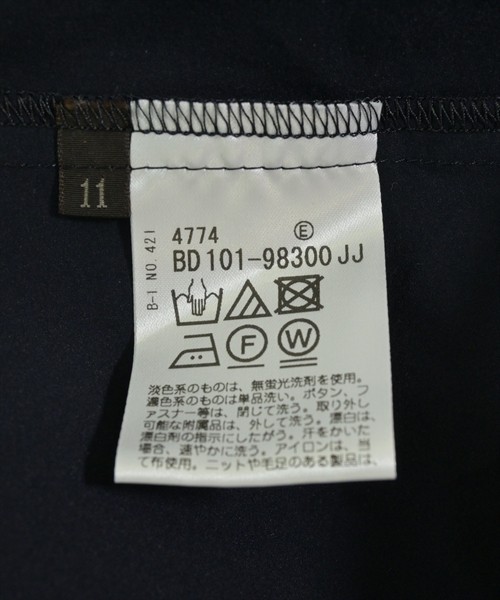 11
B-1 NO.421
4774 Ⓔ
BD101-98300JJ
F W
淡色系のものは、無蛍光洗剤を使用。
濃色系のものは単品洗い。ボタン、フ
ァスナー等は、閉じて洗う。取り外し
可能な附属品は、外して洗う。漂白は、
漂白剤の指示にしたがう。汗をかいた
場合、速やかに洗う。アイロンは、当
て布使用。ニットや毛足のある製品は、